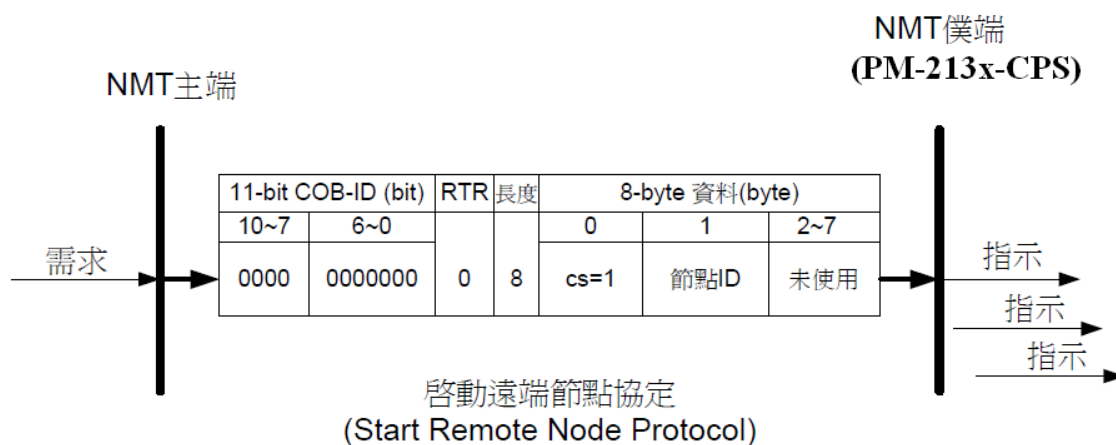 NMT僕端
(PM-213x-CPS)
NMT主端
11-bit COB-ID (bit) RTR 長度 8-byte 資料(byte)
10~7 6~0 0 1 2~7
需求 0000 0000000 0 8 cs=1 節點ID 未使用 指示
指示
指示
啓動遠端節點協定
(Start Remote Node Protocol)